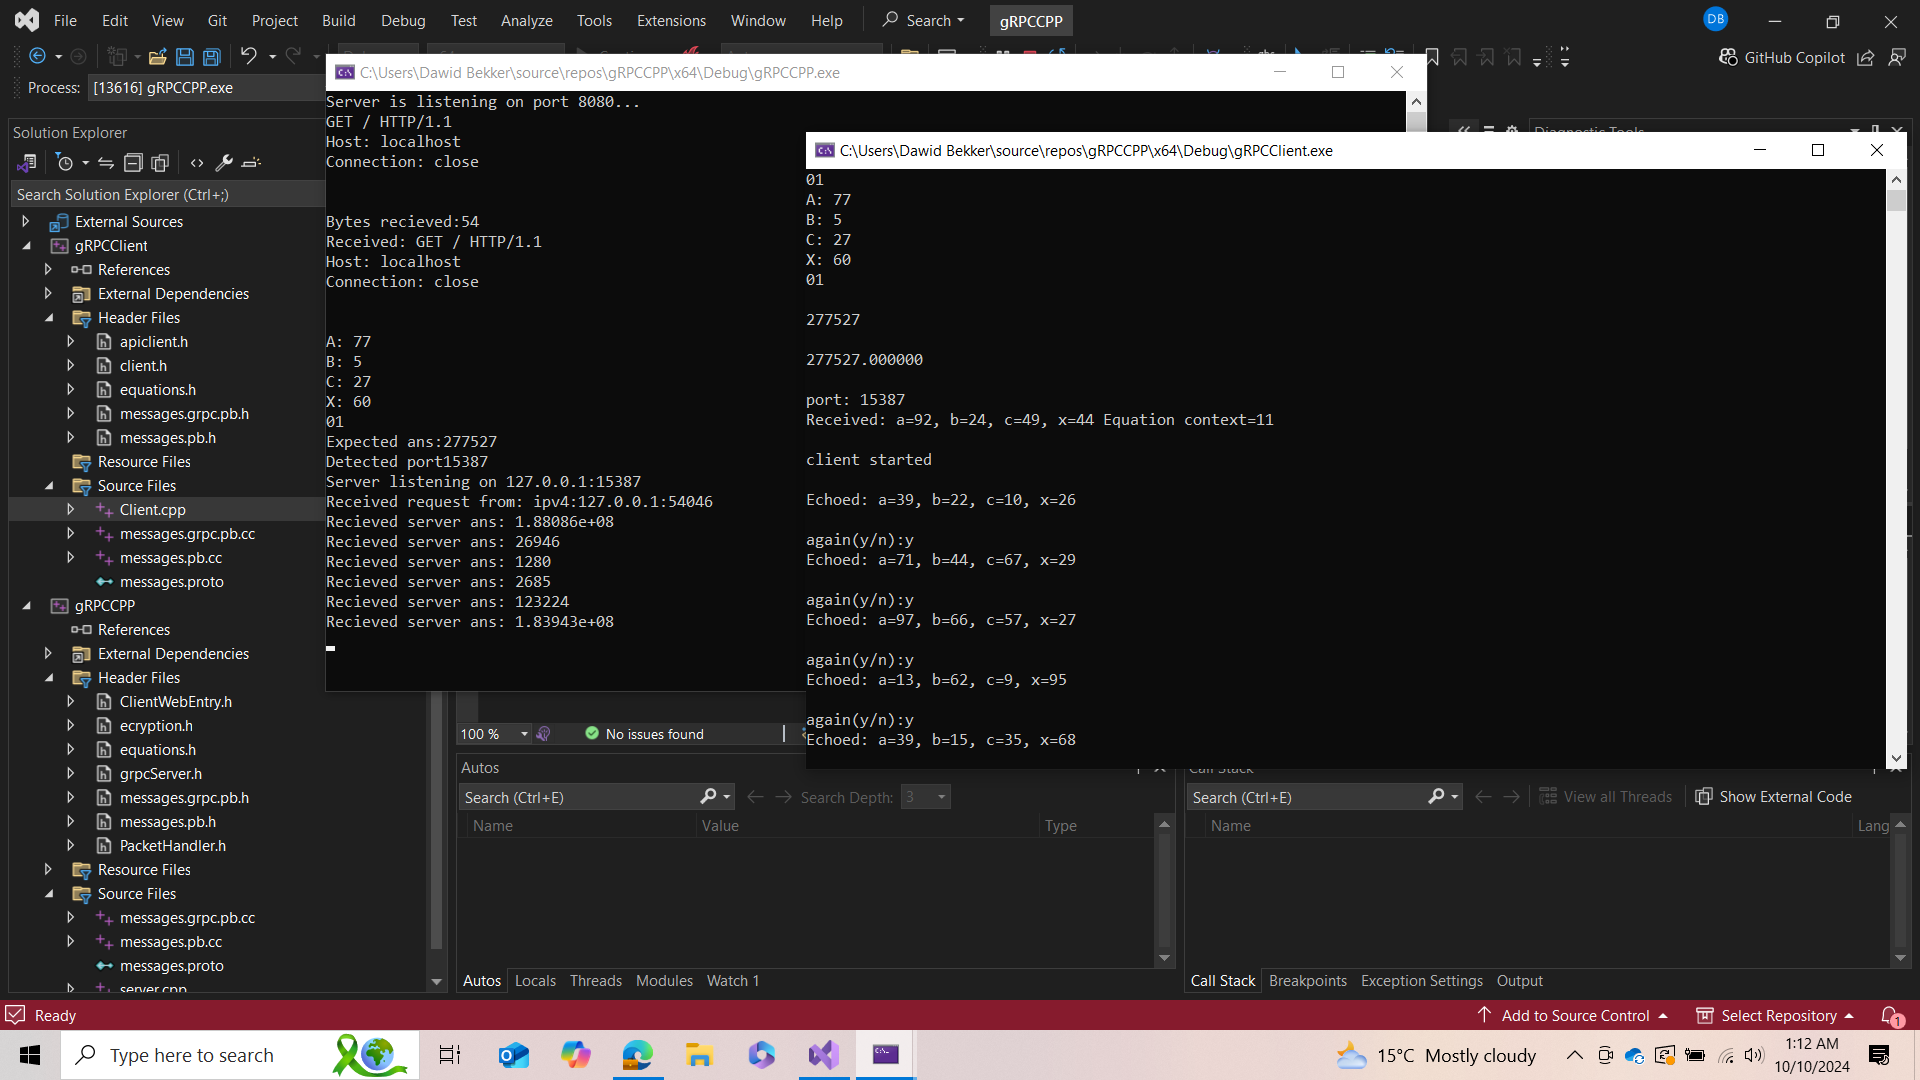 File Edit View Git Project Build Debug Test Analyze Tools Extensions Window Help Search gRPCCPP DB
GitHub Copilot
Process: [13616] gRPCCPP.exe
Solution Explorer
Search Solution Explorer (Ctrl+;)
External Sources
gRPCClient
References
External Dependencies
Header Files
apiclient.h
client.h
equations.h
messages.grpc.pb.h
messages.pb.h
Resource Files
Source Files
Client.cpp
messages.grpc.pb.cc
messages.pb.cc
messages.proto
gRPCCPP
References
External Dependencies
Header Files
ClientWebEntry.h
ecryption.h
equations.h
grpcServer.h
messages.grpc.pb.h
messages.pb.h
PacketHandler.h
Resource Files
Source Files
messages.grpc.pb.cc
messages.pb.cc
messages.proto
server.cpp
C:\Users\Dawid Bekker\source\repos\gRPCCPP\x64\Debug\gRPCCPP.exe
Server is listening on port 8080...
GET / HTTP/1.1
Host: localhost
Connection: close
Bytes recieved:54
Received: GET / HTTP/1.1
Host: localhost
Connection: close
A: 77
B: 5
C: 27
X: 60
01
Expected ans:277527
Detected port15387
Server listening on 127.0.0.1:15387
Received request from: ipv4:127.0.0.1:54046
Recieved server ans: 1.88086e+08
Recieved server ans: 26946
Recieved server ans: 1280
Recieved server ans: 2685
Recieved server ans: 123224
Recieved server ans: 1.83943e+08
Diagnostic Tools
C:\Users\Dawid Bekker\source\repos\gRPCCPP\x64\Debug\gRPCClient.exe
01
A: 77
B: 5
C: 27
X: 60
01
277527
277527.000000
port: 15387
Received: a=92, b=24, c=49, x=44 Equation context=11
client started
Echoed: a=39, b=22, c=10, x=26
again(y/n):y
Echoed: a=71, b=44, c=67, x=29
again(y/n):y
Echoed: a=97, b=66, c=57, x=27
again(y/n):y
Echoed: a=13, b=62, c=9, x=95
again(y/n):y
Echoed: a=39, b=15, c=35, x=68
100 % No issues found
Autos
Search (Ctrl+E) Search Depth: 3
Name Value Type
Autos Locals Threads Modules Watch 1
Call Stack
Search (Ctrl+E) View all Threads Show External Code
Name Lang
Call Stack Breakpoints Exception Settings Output
Ready Add to Source Control Select Repository 1
Type here to search
15°C Mostly cloudy
1:12 AM
10/10/2024